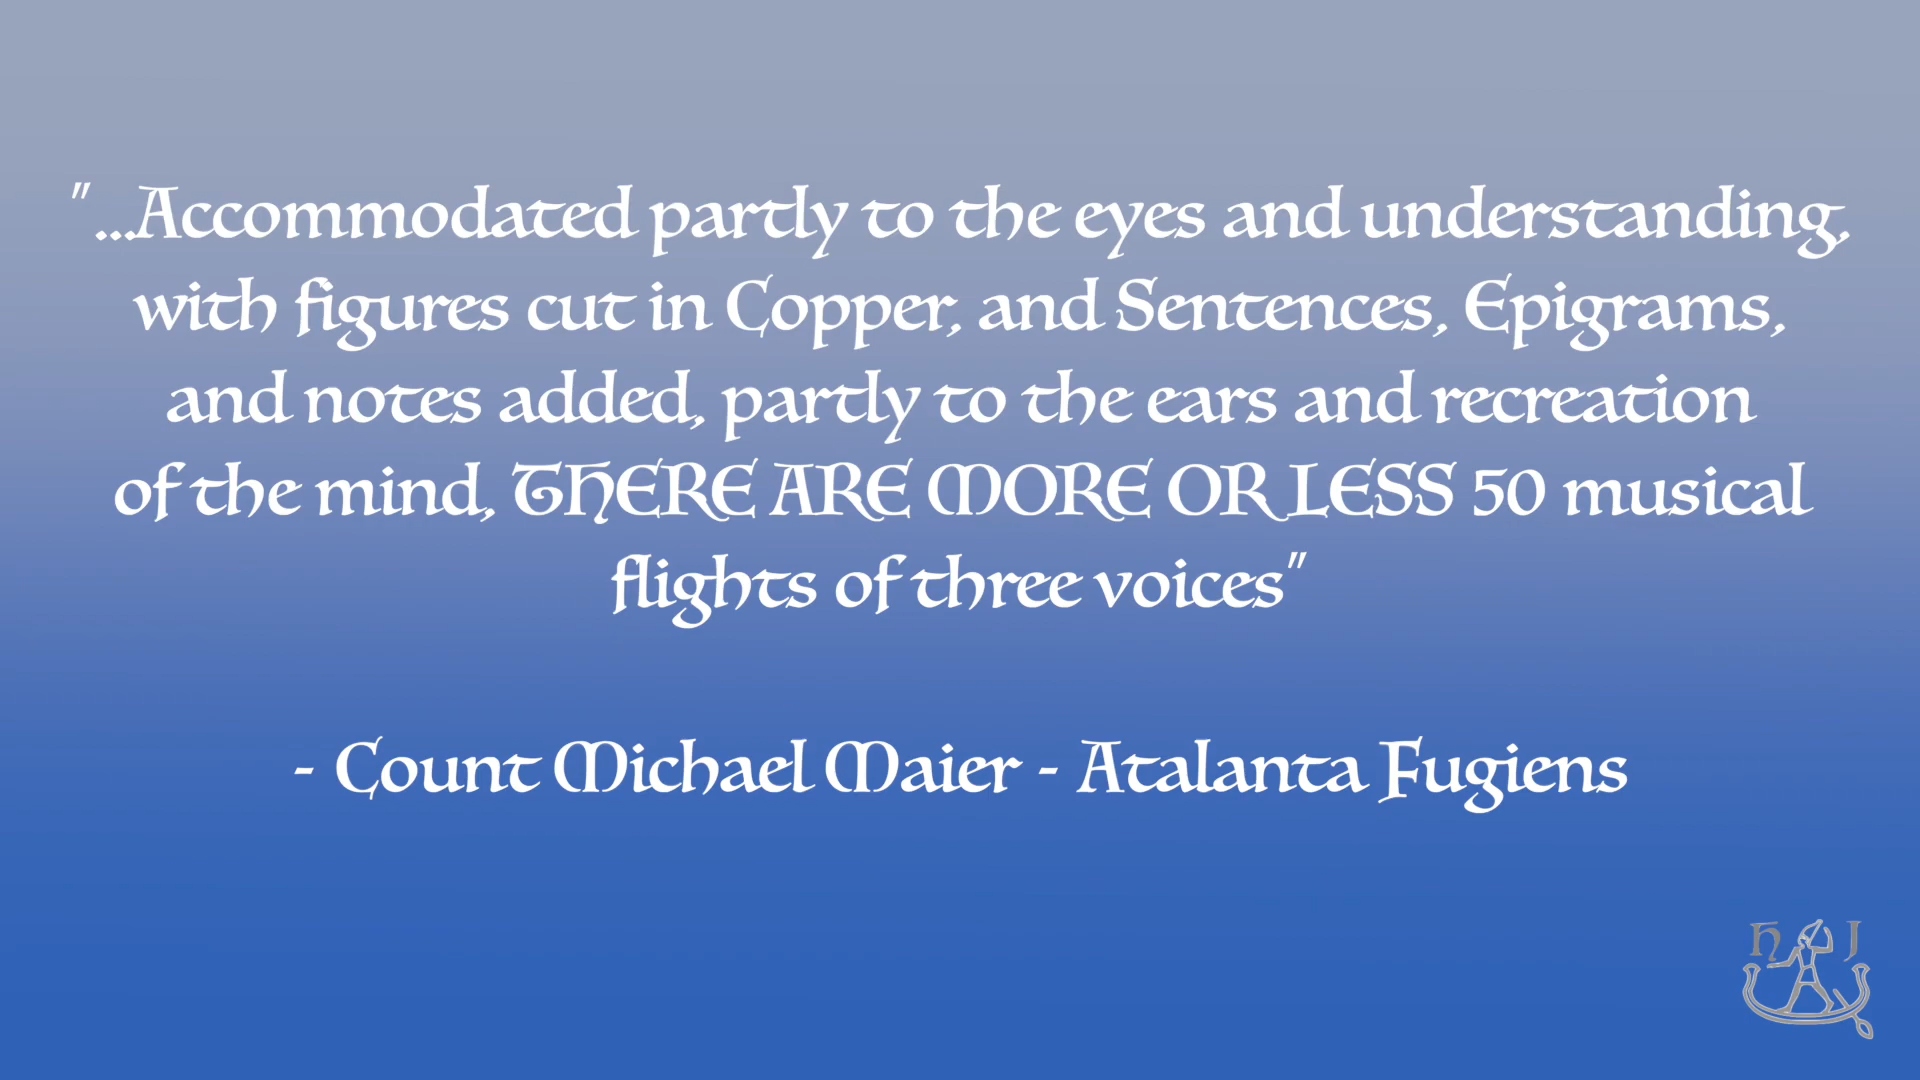 "...Accommodated partly to the eyes and understanding,
with figures cut in Copper, and Sentences, Epigrams,
and notes added, partly to the ears and recreation
of the mind, THERE ARE MORE OR LESS 50 musical
flights of three voices"
- Count Michael Maier - Atalanta Fugiens
H J